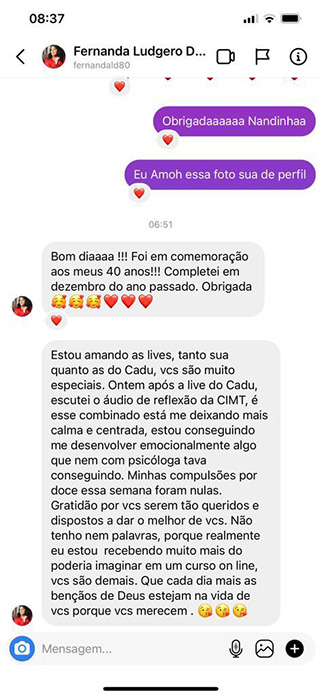 08:37
Fernanda Ludgero D...
fernandald80
Obrigadaaaaaa Nandinhaa
Eu Amoh essa foto sua de perfil
06:51
Bom diaaaa !!! Foi em comemoração
aos meus 40 anos!!! Completei em
dezembro do ano passado. Obrigada
🥰🥰🥰❤️❤️❤️
Estou amando as lives, tanto sua
quanto as do Cadu, vcs são muito
especiais. Ontem após a live do Cadu,
escutei o áudio de reflexão da CIMT, é
esse combinado está me deixando mais
calma e centrada, estou conseguindo
me desenvolver emocionalmente algo
que nem com psicóloga tava
conseguindo. Minhas compulsões por
doce essa semana foram nulas.
Gratidão por vcs serem tão queridos e
dispostos a dar o melhor de vcs. Não
tenho nem palavras, porque realmente
eu estou  recebendo muito mais do
poderia imaginar em um curso on line,
vcs são demais. Que cada dia mais as
bençãos de Deus estejam na vida de
vcs porque vcs merecem . 😘😘😘
Mensagem...